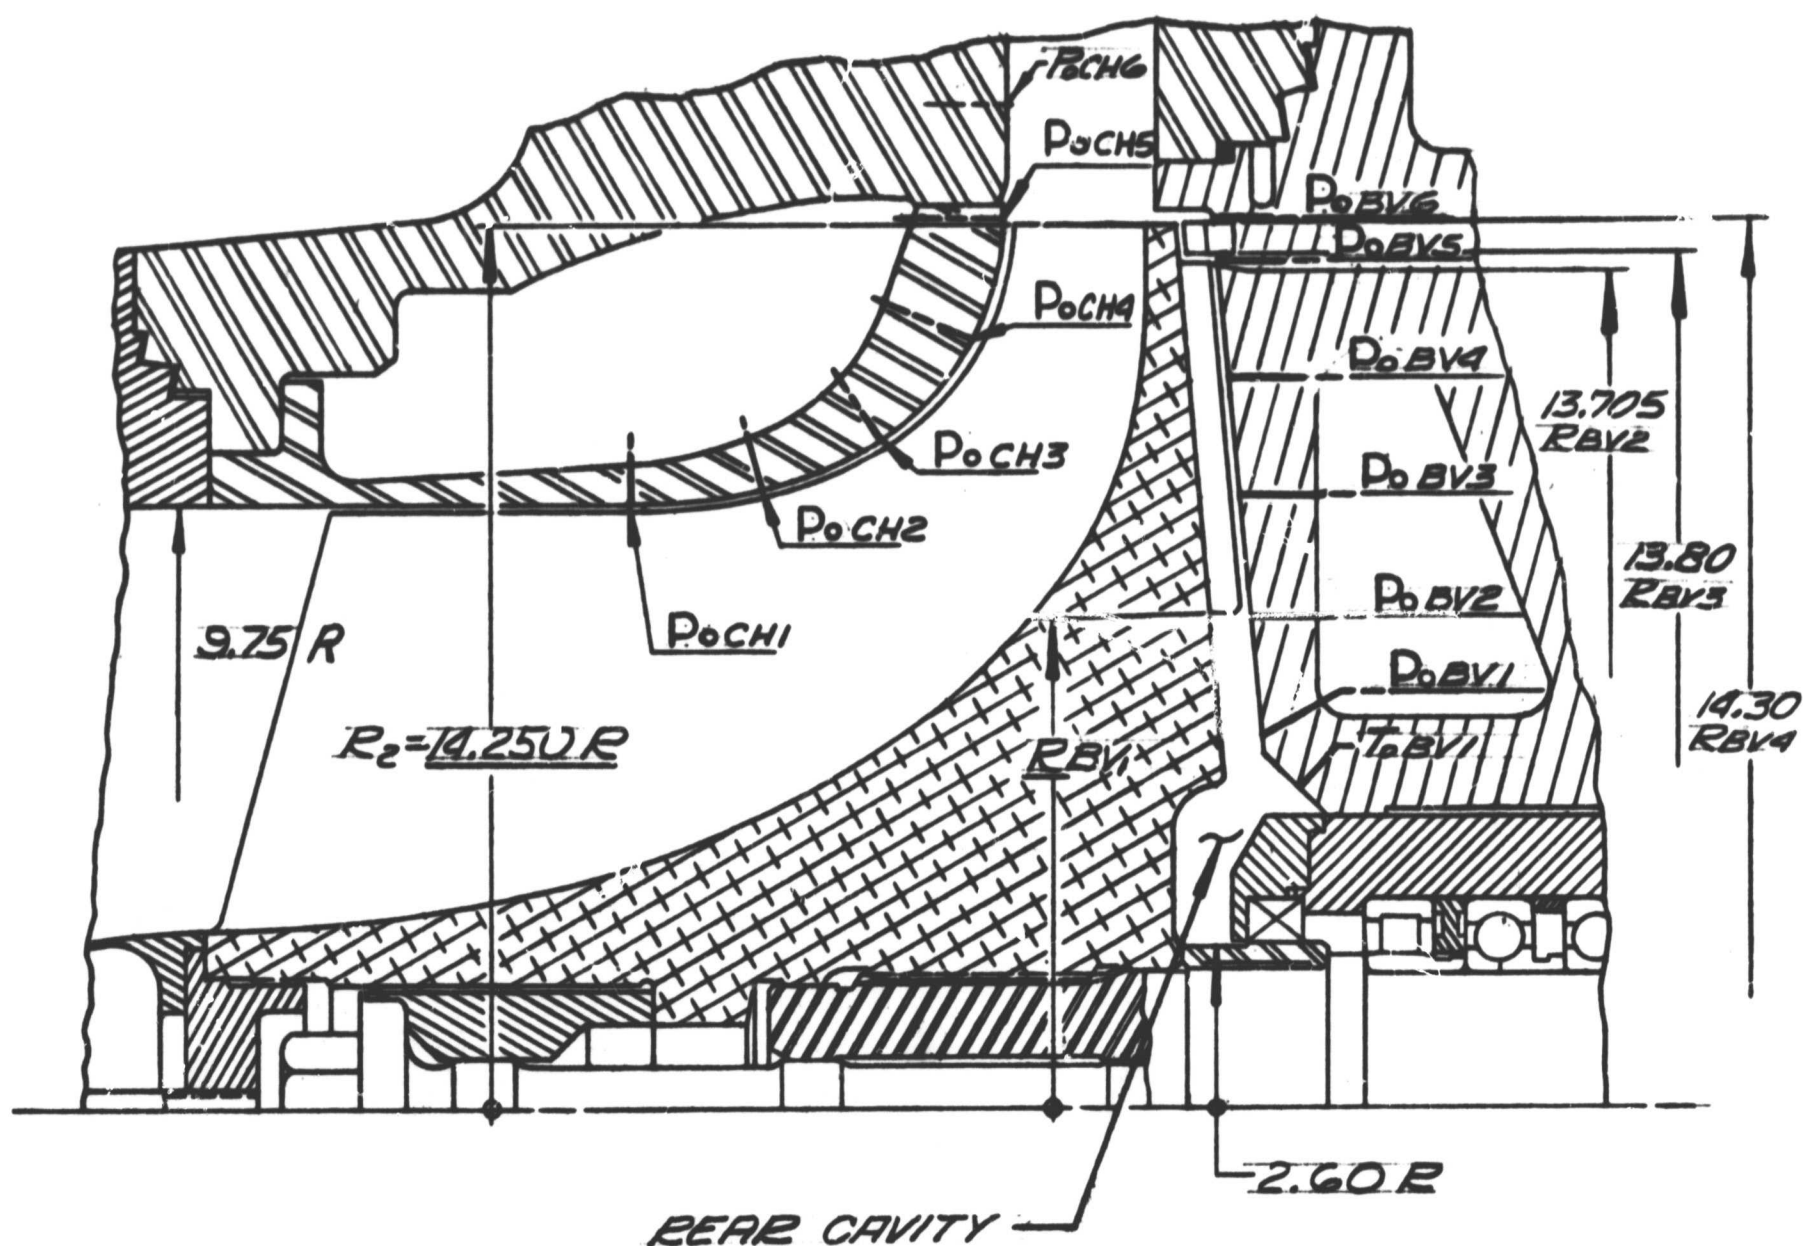 PoCH6
PoCH5
PoBV6
PoBV5
PoCH4
PoBV4
13.705
RBV2
PoCH3
PoBV3
PoCH2
13.80
RBV3
PoBV2
9.75 R
PoCH1
PoBV1
R2=14.250 R
RBV1
ToBV1
14.30
RBV4
2.60 R
REAR CAVITY